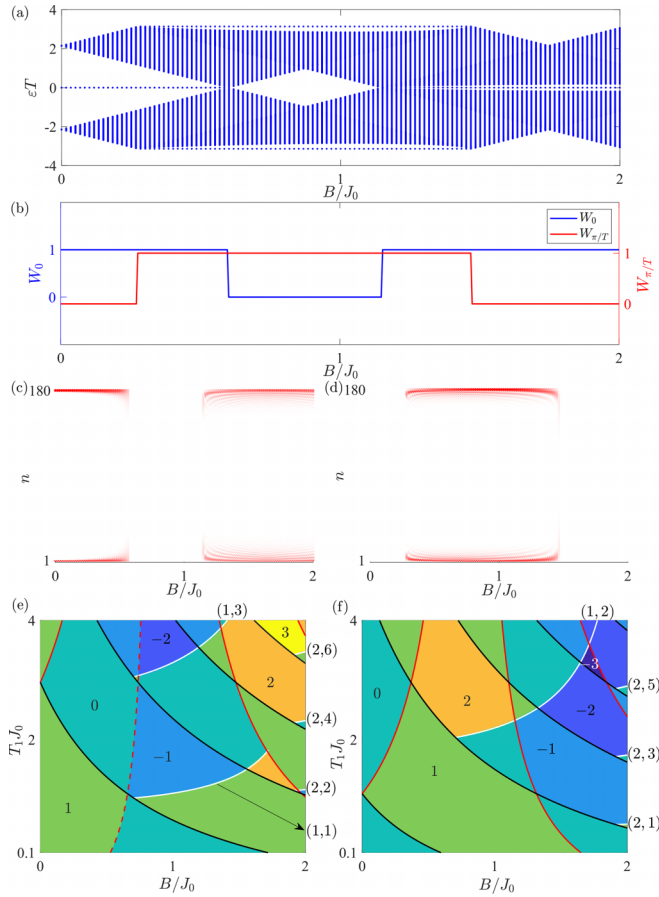 (a)
4
2
0
-2
-4
εT
0
1
2
B/J₀
(b)
W₀
W_{π/T}
1
0
W₀
1
0
W_{π/T}
0
1
2
B/J₀
(c)
180
n
1
0
1
2
B/J₀
(d)
180
n
1
0
1
2
B/J₀
(e)
(1,3)
4
2
0.1
T₁J₀
−2
3
(2,6)
0
2
(2,4)
−1
(2,2)
1
(1,1)
0
1
2
B/J₀
(f)
(1,2)
4
2
0.1
T₁J₀
0
−3
2
(2,5)
−2
(2,3)
−1
1
(2,1)
0
1
2
B/J₀